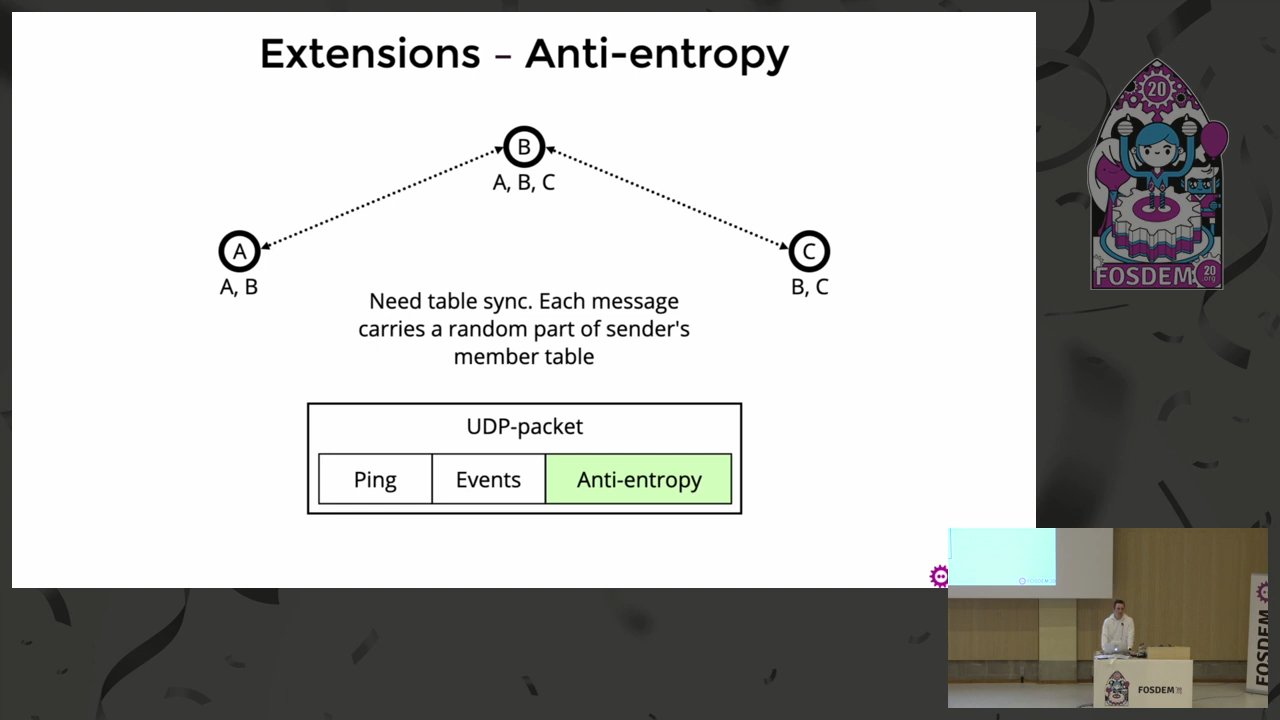 Extensions – Anti-entropy
B
A, B, C
A
A, B
C
B, C
Need table sync. Each message
carries a random part of sender's
member table
UDP-packet
Ping
Events
Anti-entropy
20
FOSDEM
20
.org
FOSDEM
FOSDEM